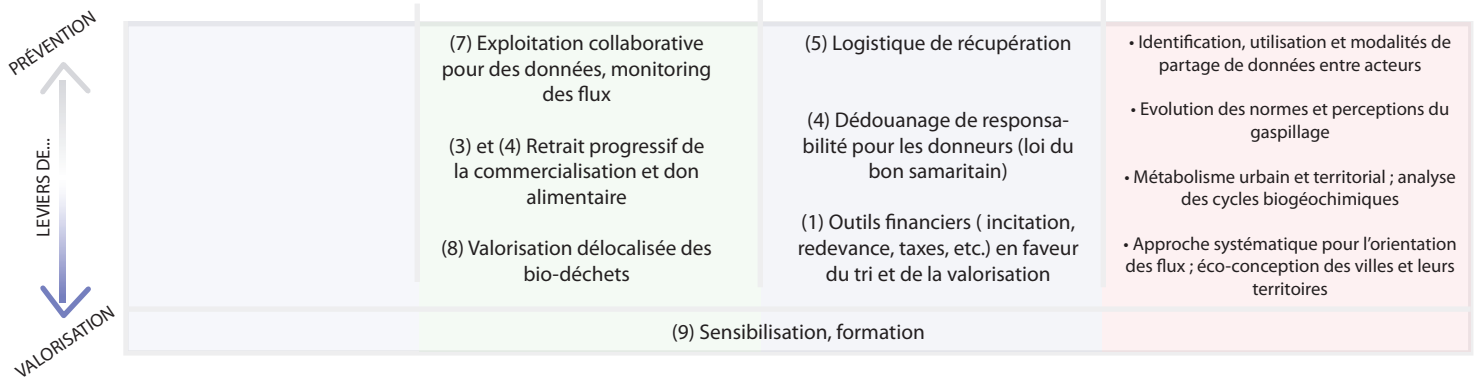 PRÉVENTION
LEVIERS DE...
VALORISATION
(7) Exploitation collaborative
pour des données, monitoring
des flux
(3) et (4) Retrait progressif de
la commercialisation et don
alimentaire
(8) Valorisation délocalisée des
bio-déchets
(5) Logistique de récupération
(4) Dédouanage de responsa-
bilité pour les donneurs (loi du
bon samaritain)
(1) Outils financiers ( incitation,
redevance, taxes, etc.) en faveur
du tri et de la valorisation
• Identification, utilisation et modalités de
partage de données entre acteurs
• Evolution des normes et perceptions du
gaspillage
• Métabolisme urbain et territorial ; analyse
des cycles biogéochimiques
• Approche systématique pour l'orientation
des flux ; éco-conception des villes et leurs
territoires
(9) Sensibilisation, formation